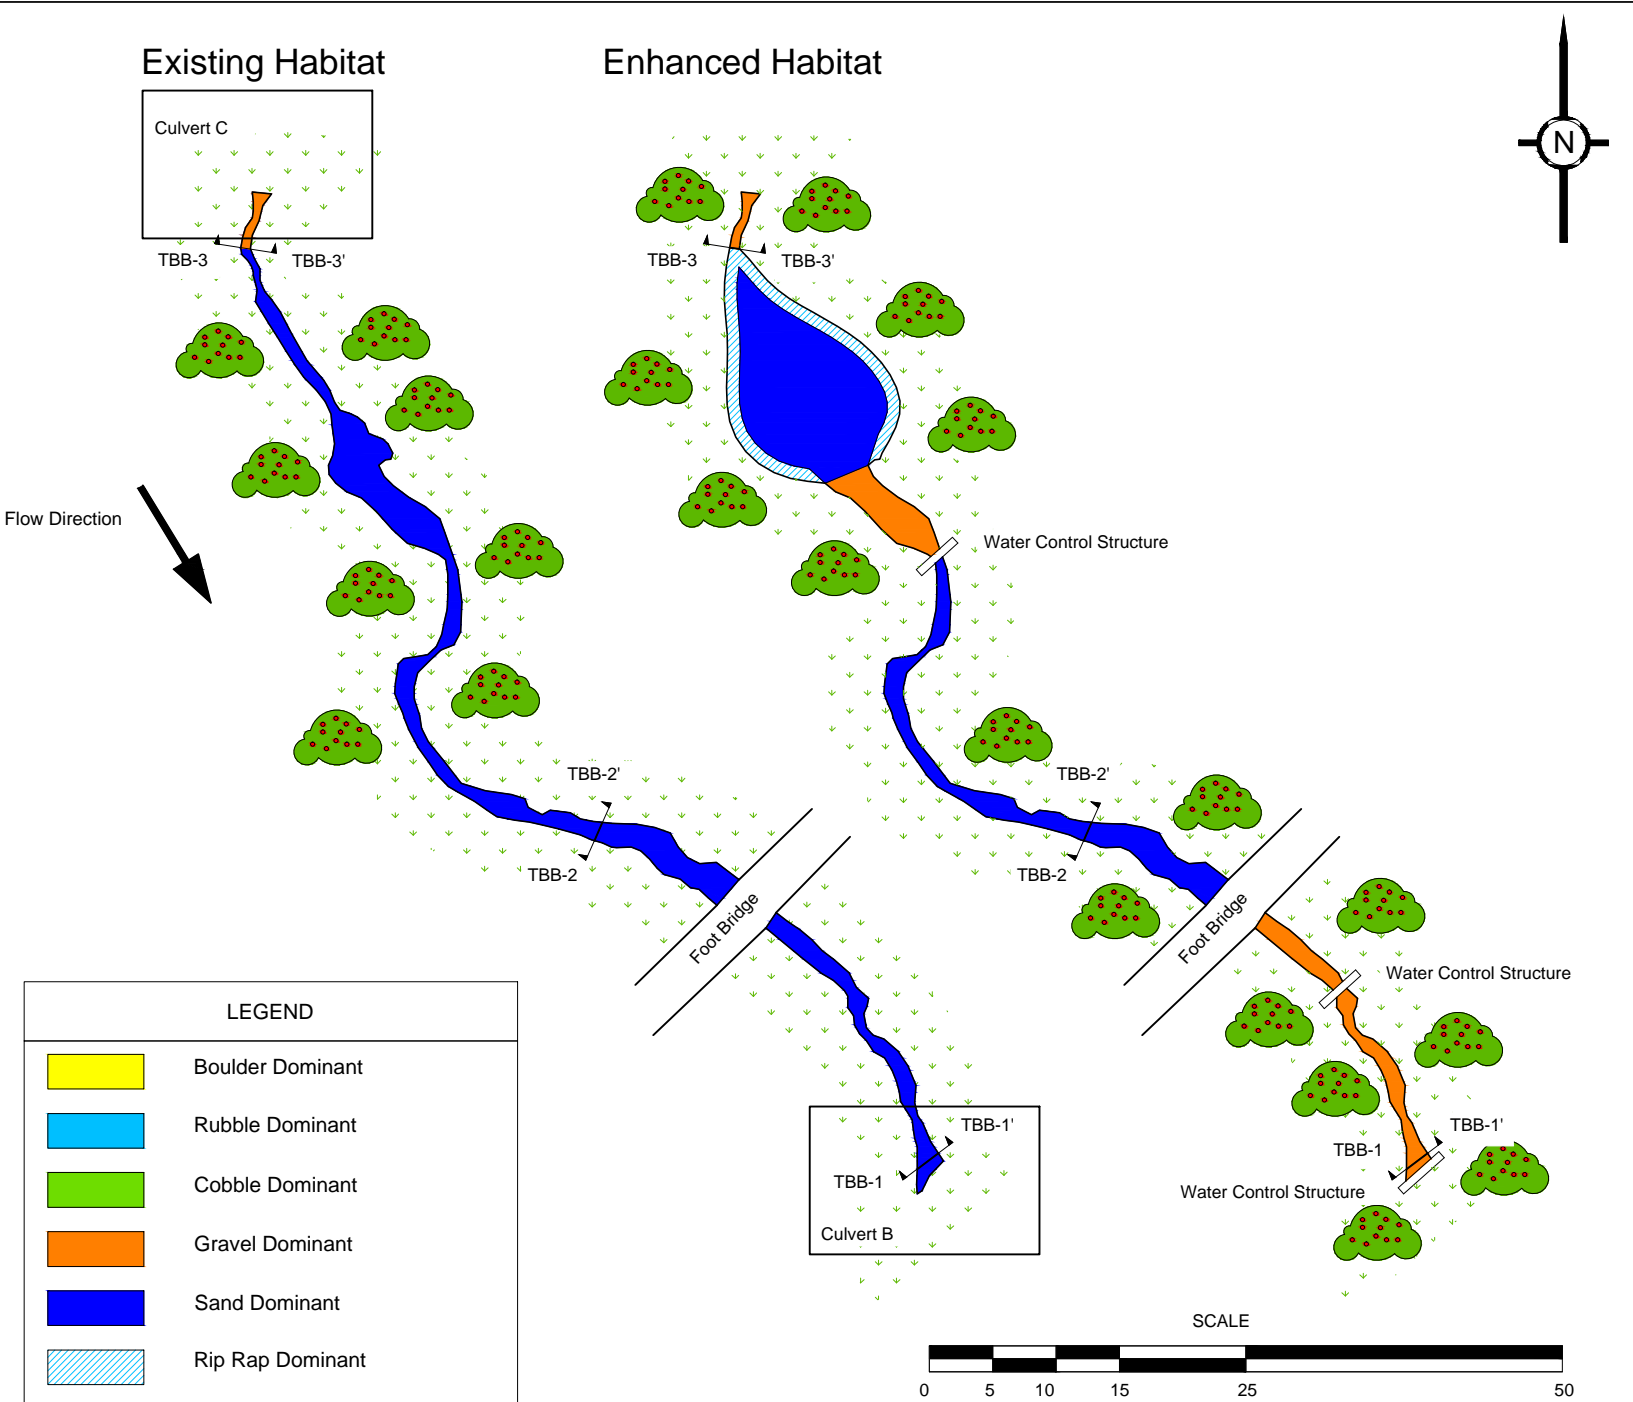 Existing Habitat
Enhanced Habitat
N
Culvert C
TBB-3
TBB-3'
TBB-3
TBB-3'
Flow Direction
Water Control Structure
TBB-2'
TBB-2
Foot Bridge
TBB-2'
TBB-2
Foot Bridge
Water Control Structure
TBB-1'
TBB-1
Culvert B
TBB-1'
TBB-1
Water Control Structure
LEGEND
Boulder Dominant
Rubble Dominant
Cobble Dominant
Gravel Dominant
Sand Dominant
Rip Rap Dominant
SCALE
0 5 10 15 25 50